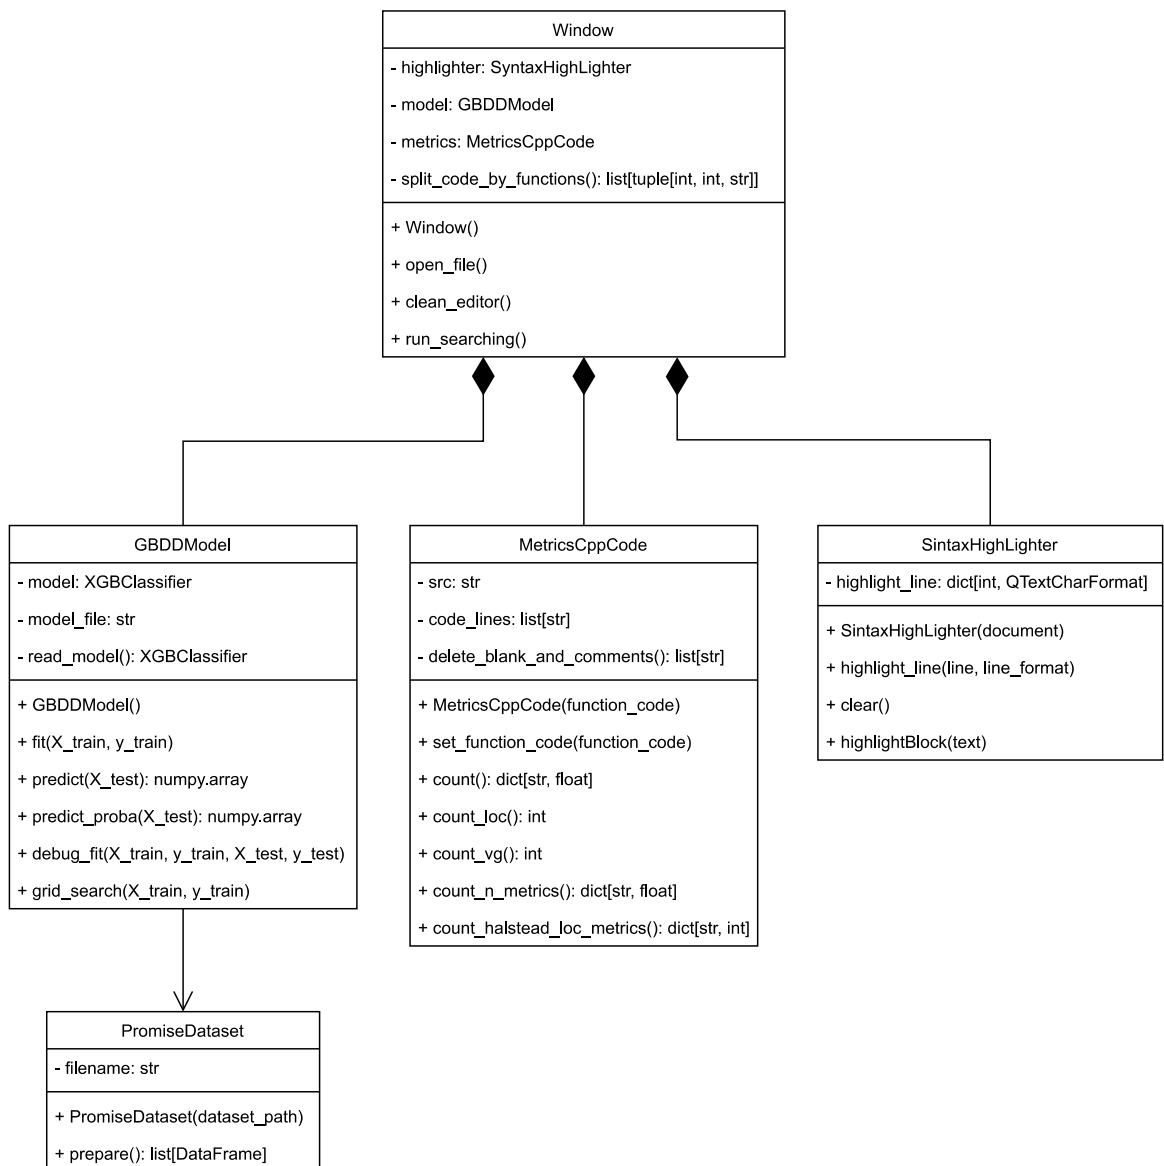 Window
- highlighter: SyntaxHighLighter
- model: GBDDModel
- metrics: MetricsCppCode
- split_code_by_functions(): list[tuple[int, int, str]]
+ Window()
+ open_file()
+ clean_editor()
+ run_searching()
GBDDModel
- model: XGBClassifier
- model_file: str
- read_model(): XGBClassifier
+ GBDDModel()
+ fit(X_train, y_train)
+ predict(X_test): numpy.array
+ predict_proba(X_test): numpy.array
+ debug_fit(X_train, y_train, X_test, y_test)
+ grid_search(X_train, y_train)
MetricsCppCode
- src: str
- code_lines: list[str]
- delete_blank_and_comments(): list[str]
+ MetricsCppCode(function_code)
+ set_function_code(function_code)
+ count(): dict[str, float]
+ count_loc(): int
+ count_vg(): int
+ count_n_metrics(): dict[str, float]
+ count_halstead_loc_metrics(): dict[str, int]
SintaxHighLighter
- highlight_line: dict[int, QTextCharFormat]
+ SintaxHighLighter(document)
+ highlight_line(line, line_format)
+ clear()
+ highlightBlock(text)
PromiseDataset
- filename: str
+ PromiseDataset(dataset_path)
+ prepare(): list[DataFrame]